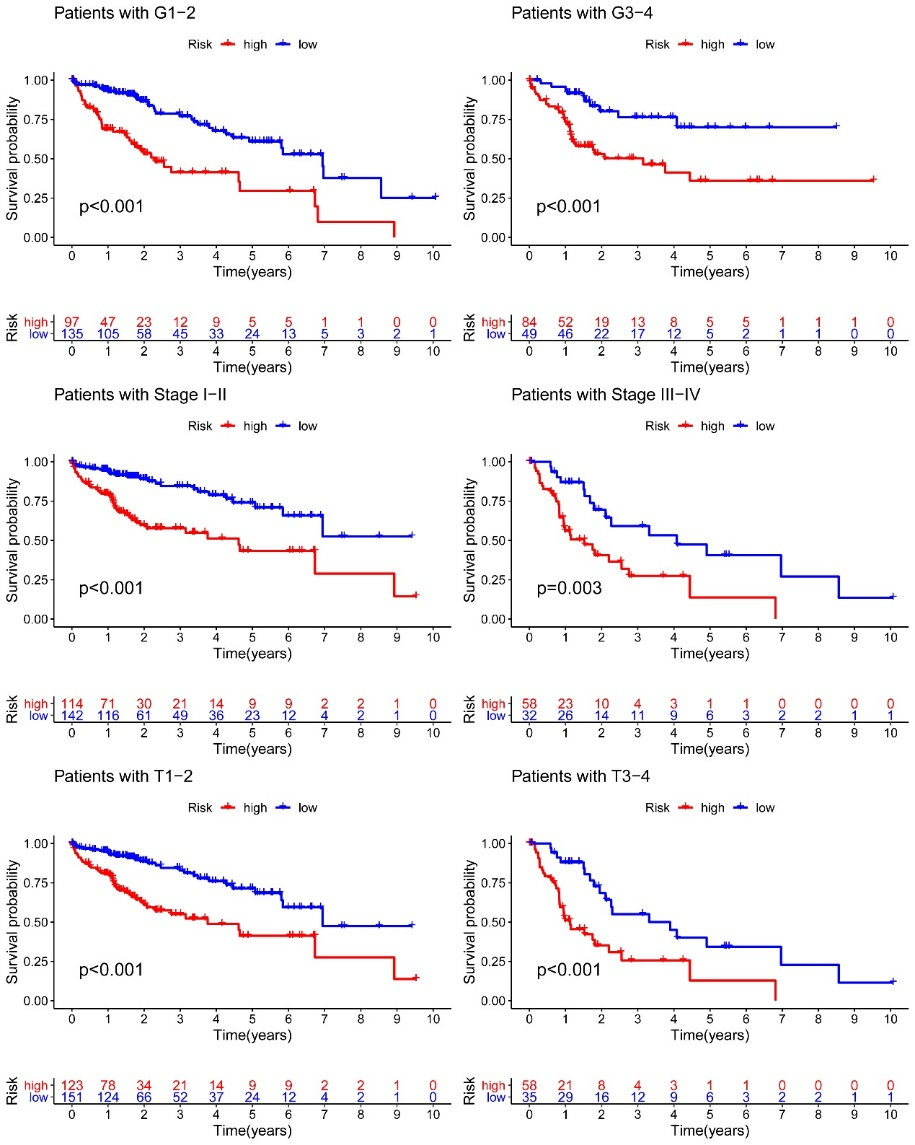 Patients with G1−2
Risk high low
1.00
0.75
0.50
0.25
0.00
Survival probability
p<0.001
0 1 2 3 4 5 6 7 8 9 10
Time(years)
Risk
high 97 47 23 12 9 5 5 1 1 0 0
low 135 105 58 45 33 24 13 5 3 2 1
0 1 2 3 4 5 6 7 8 9 10
Time(years)
Patients with G3−4
Risk high low
1.00
0.75
0.50
0.25
0.00
Survival probability
p<0.001
0 1 2 3 4 5 6 7 8 9 10
Time(years)
Risk
high 84 52 19 13 8 5 5 1 1 1 0
low 49 46 22 17 12 5 2 1 1 0 0
0 1 2 3 4 5 6 7 8 9 10
Time(years)
Patients with Stage I−II
Risk high low
1.00
0.75
0.50
0.25
0.00
Survival probability
p<0.001
0 1 2 3 4 5 6 7 8 9 10
Time(years)
Risk
high 114 71 30 21 14 9 9 2 2 1 0
low 142 116 61 49 36 23 12 4 2 1 0
0 1 2 3 4 5 6 7 8 9 10
Time(years)
Patients with Stage III−IV
Risk high low
1.00
0.75
0.50
0.25
0.00
Survival probability
p=0.003
0 1 2 3 4 5 6 7 8 9 10
Time(years)
Risk
high 58 23 10 4 3 1 1 0 0 0 0
low 32 26 14 11 9 6 3 2 2 1 1
0 1 2 3 4 5 6 7 8 9 10
Time(years)
Patients with T1−2
Risk high low
1.00
0.75
0.50
0.25
0.00
Survival probability
p<0.001
0 1 2 3 4 5 6 7 8 9 10
Time(years)
Risk
high 123 78 34 21 14 9 9 2 2 1 0
low 151 124 66 52 37 24 12 4 2 1 0
0 1 2 3 4 5 6 7 8 9 10
Time(years)
Patients with T3−4
Risk high low
1.00
0.75
0.50
0.25
0.00
Survival probability
p<0.001
0 1 2 3 4 5 6 7 8 9 10
Time(years)
Risk
high 58 21 8 4 3 1 1 0 0 0 0
low 35 29 16 12 9 6 3 2 2 1 1
0 1 2 3 4 5 6 7 8 9 10
Time(years)